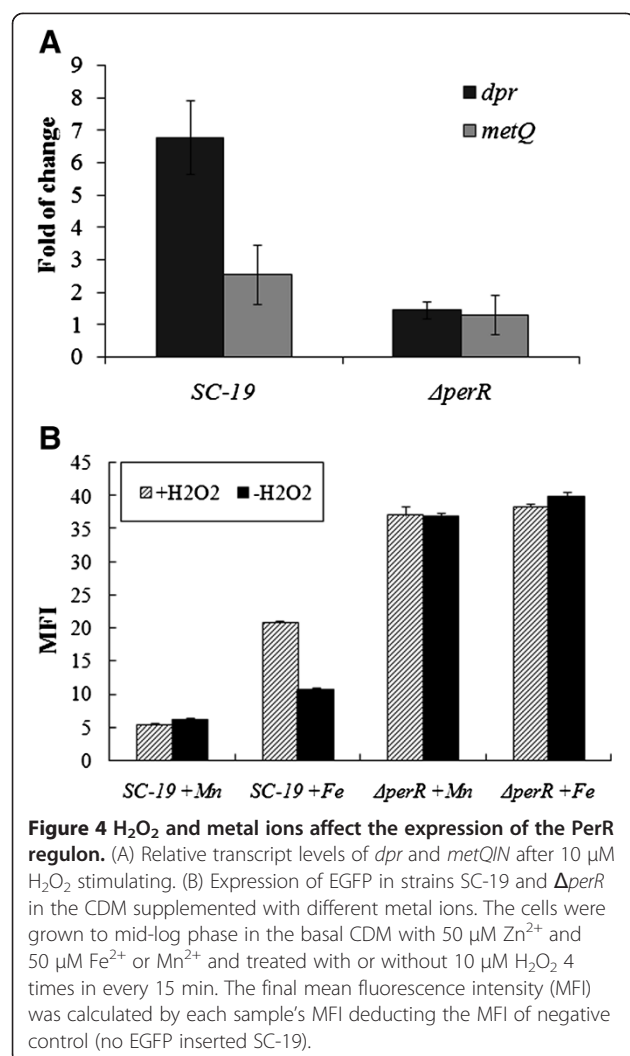 A
9
8
7
6
5
4
3
2
1
0
Fold of change
dpr
metQ
SC-19
ΔperR
B
45
40
35
30
25
20
15
10
5
0
MFI
+H2O2 -H2O2
SC-19 +Mn SC-19 +Fe ΔperR +Mn ΔperR +Fe
Figure 4 H₂O₂ and metal ions affect the expression of the PerR
regulon. (A) Relative transcript levels of dpr and metQIN after 10 μM
H₂O₂ stimulating. (B) Expression of EGFP in strains SC-19 and ΔperR
in the CDM supplemented with different metal ions. The cells were
grown to mid-log phase in the basal CDM with 50 μM Zn²⁺ and
50 μM Fe²⁺ or Mn²⁺ and treated with or without 10 μM H₂O₂ 4
times in every 15 min. The final mean fluorescence intensity (MFI)
was calculated by each sample's MFI deducting the MFI of negative
control (no EGFP inserted SC-19).